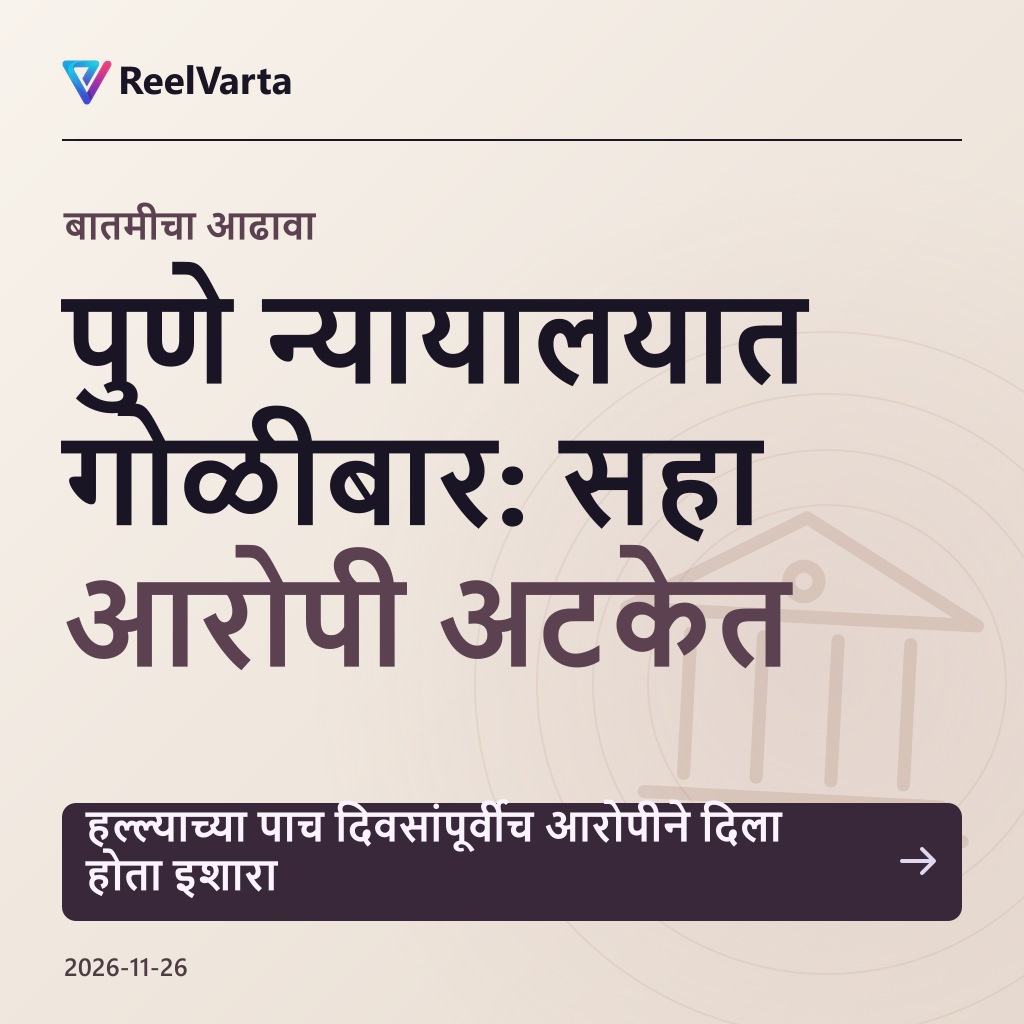 ReelVarta
बातमीचा आढावा
पुणे न्यायालयात
गोळीबार: सहा
आरोपी अटकेत
हल्ल्याच्या पाच दिवसांपूर्वीच आरोपीने दिला
होता इशारा
2026-11-26